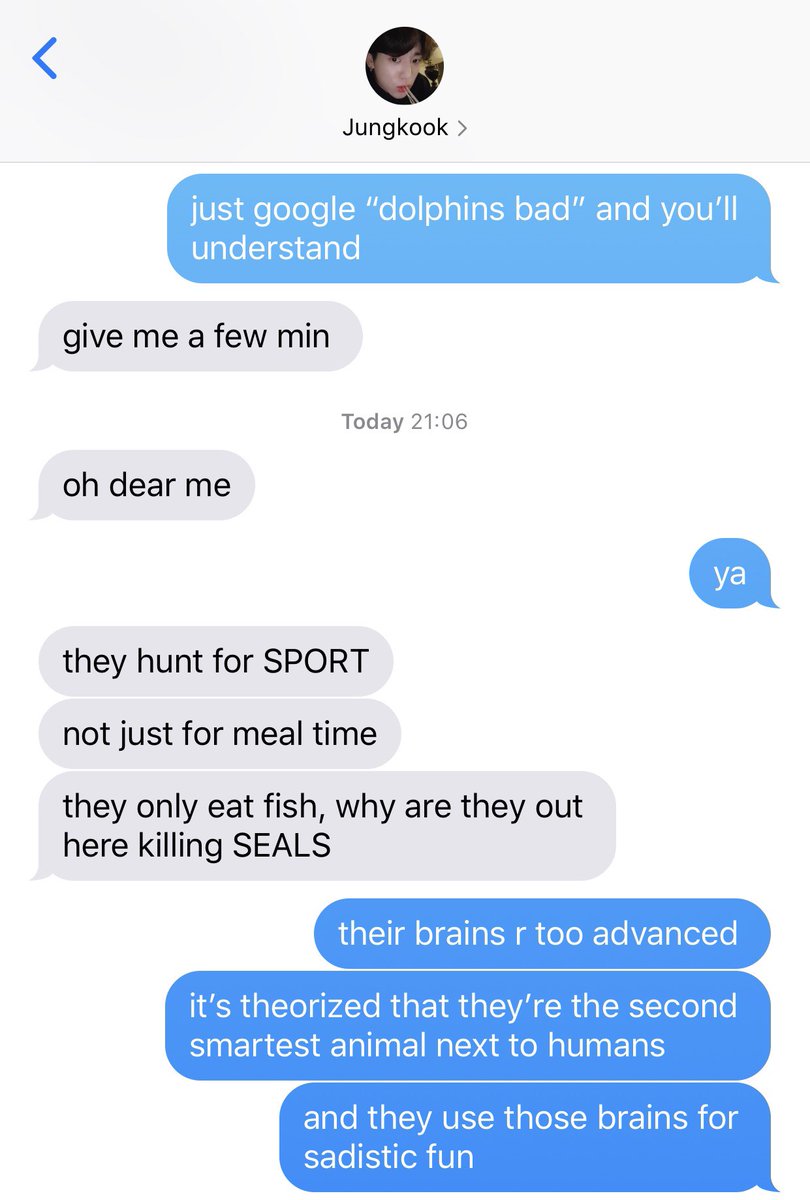 Jungkook
just google “dolphins bad” and you’ll
understand
give me a few min
Today 21:06
oh dear me
ya
they hunt for SPORT
not just for meal time
they only eat fish, why are they out
here killing SEALS
their brains r too advanced
it’s theorized that they’re the second
smartest animal next to humans
and they use those brains for
sadistic fun